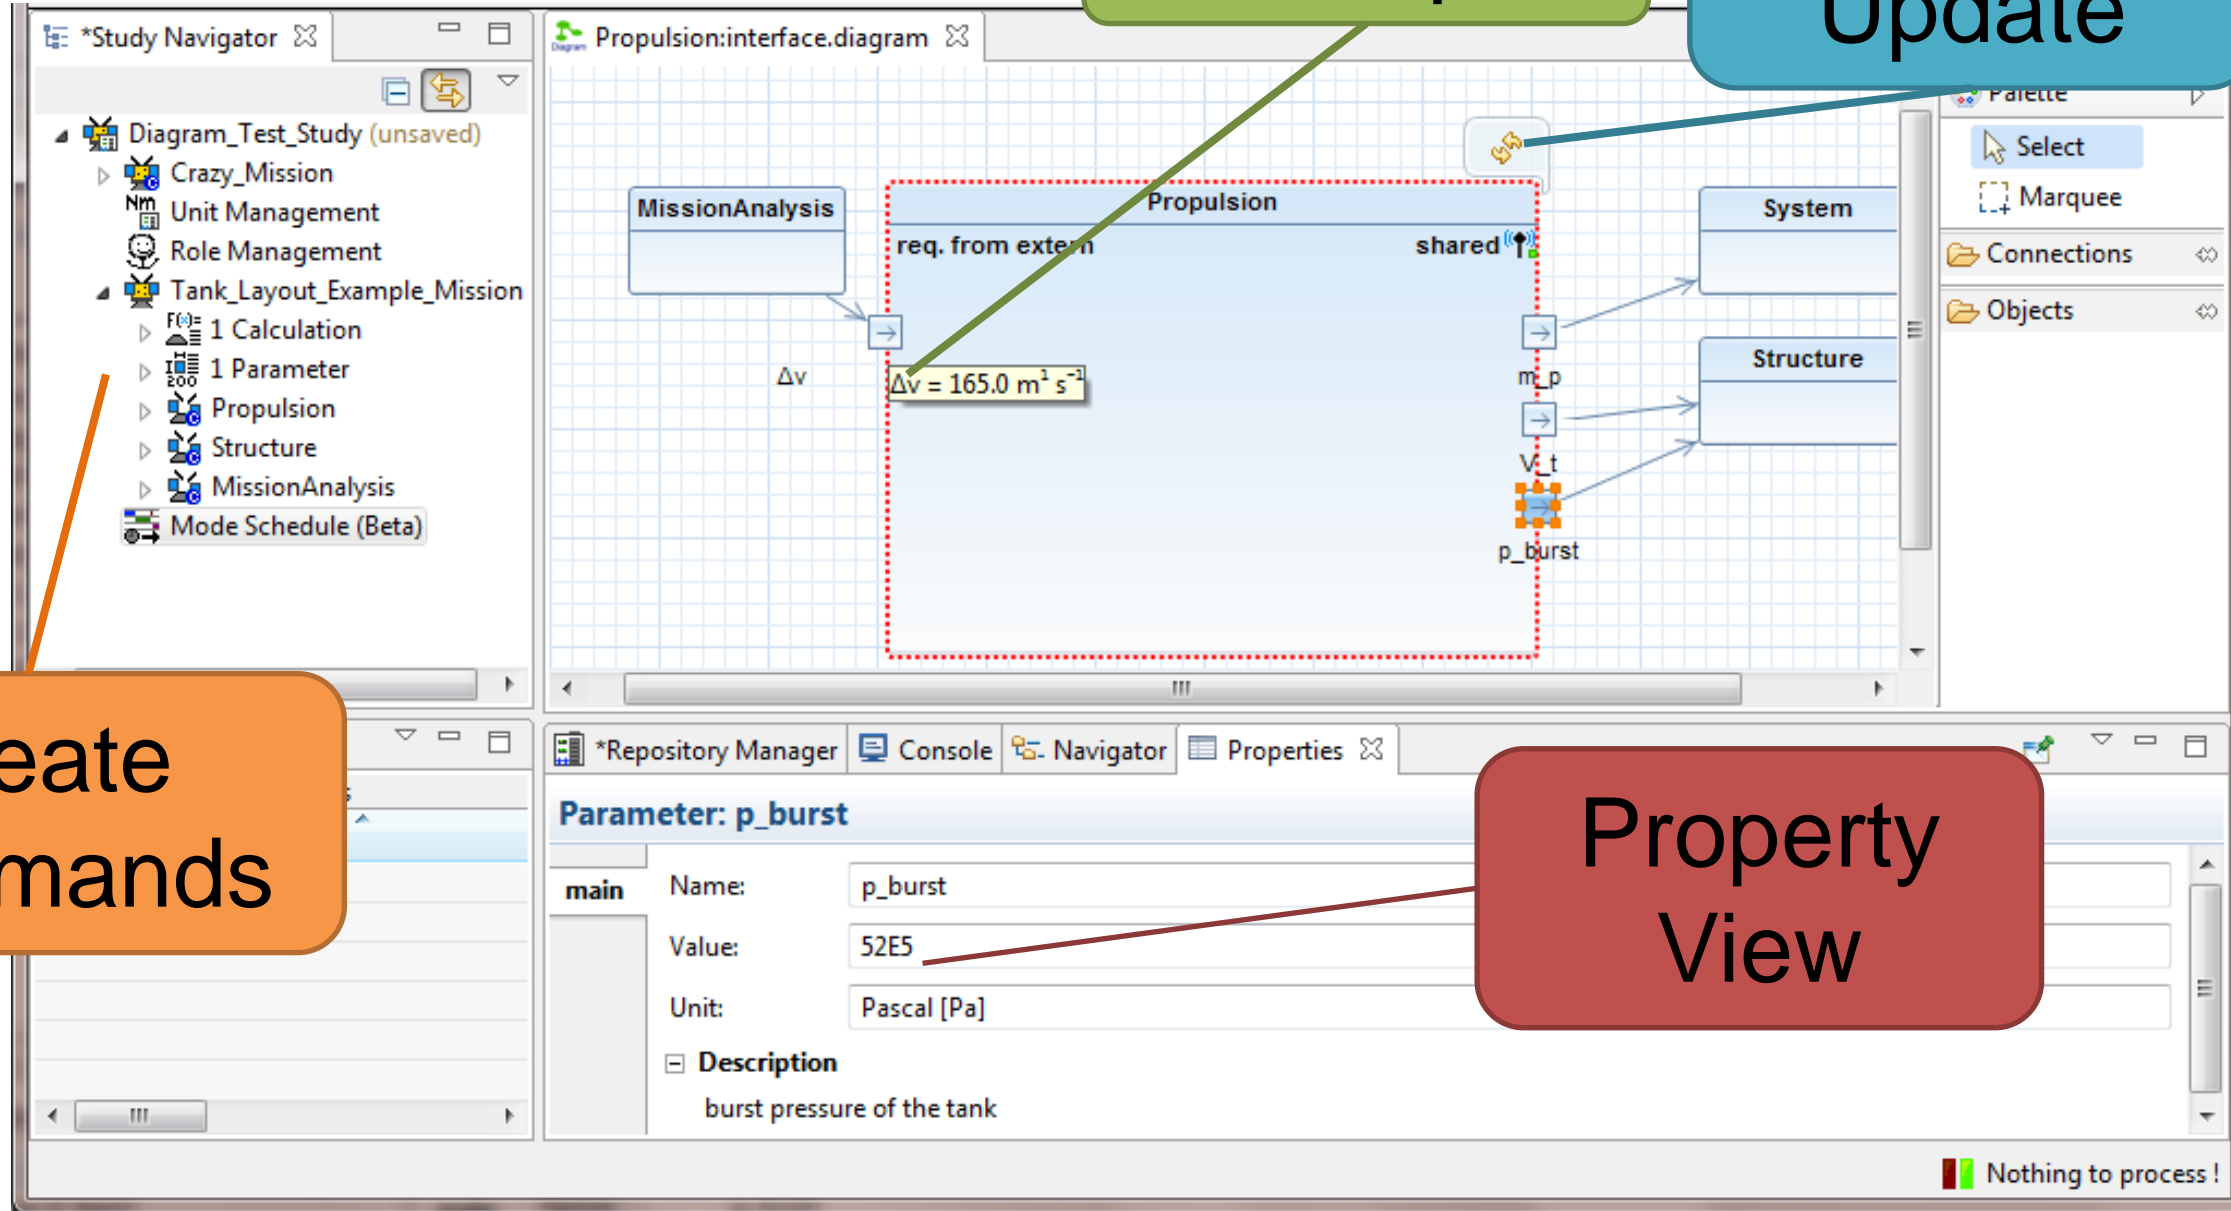 Update
*Study Navigator
Propulsion:interface.diagram
Palette
Diagram_Test_Study (unsaved)
Crazy_Mission
Unit Management
Role Management
Tank_Layout_Example_Mission
1 Calculation
1 Parameter
Propulsion
Structure
MissionAnalysis
Mode Schedule (Beta)
MissionAnalysis
Propulsion
req. from extern
shared
Δv
Δv = 165.0 m¹ s⁻¹
m_p
V_t
p_burst
System
Structure
Select
Marquee
Connections
Objects
eate
mands
*Repository Manager
Console
Navigator
Properties
Parameter: p_burst
main
Name: p_burst
Value: 52E5
Unit: Pascal [Pa]
Description
burst pressure of the tank
Property
View
Nothing to process !